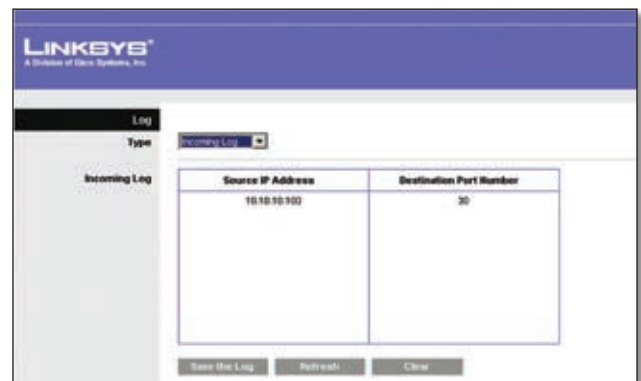 LINKSYS®
A Division of Cisco Systems, Inc.
Log
Type
Incoming Log
Incoming Log
Source IP Address
Destination Port Number
10.10.10.100
30
Save the Log
Refresh
Clear